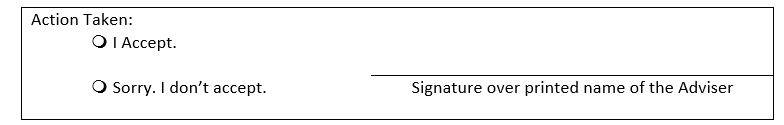 Action Taken:
I Accept.
Sorry. I don't accept.
Signature over printed name of the Adviser